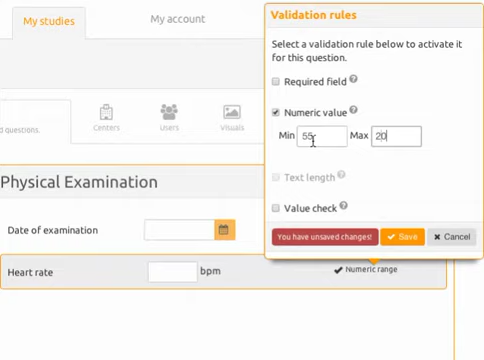 My studies
My account
d questions.
Centers
Users
Visuals
Physical Examination
Date of examination
Heart rate
bpm
Numeric range
Validation rules
Select a validation rule below to activate it
for this question.
Required field ?
Numeric value ?
Min 55 Max 20
Text length ?
Value check ?
You have unsaved changes! Save Cancel